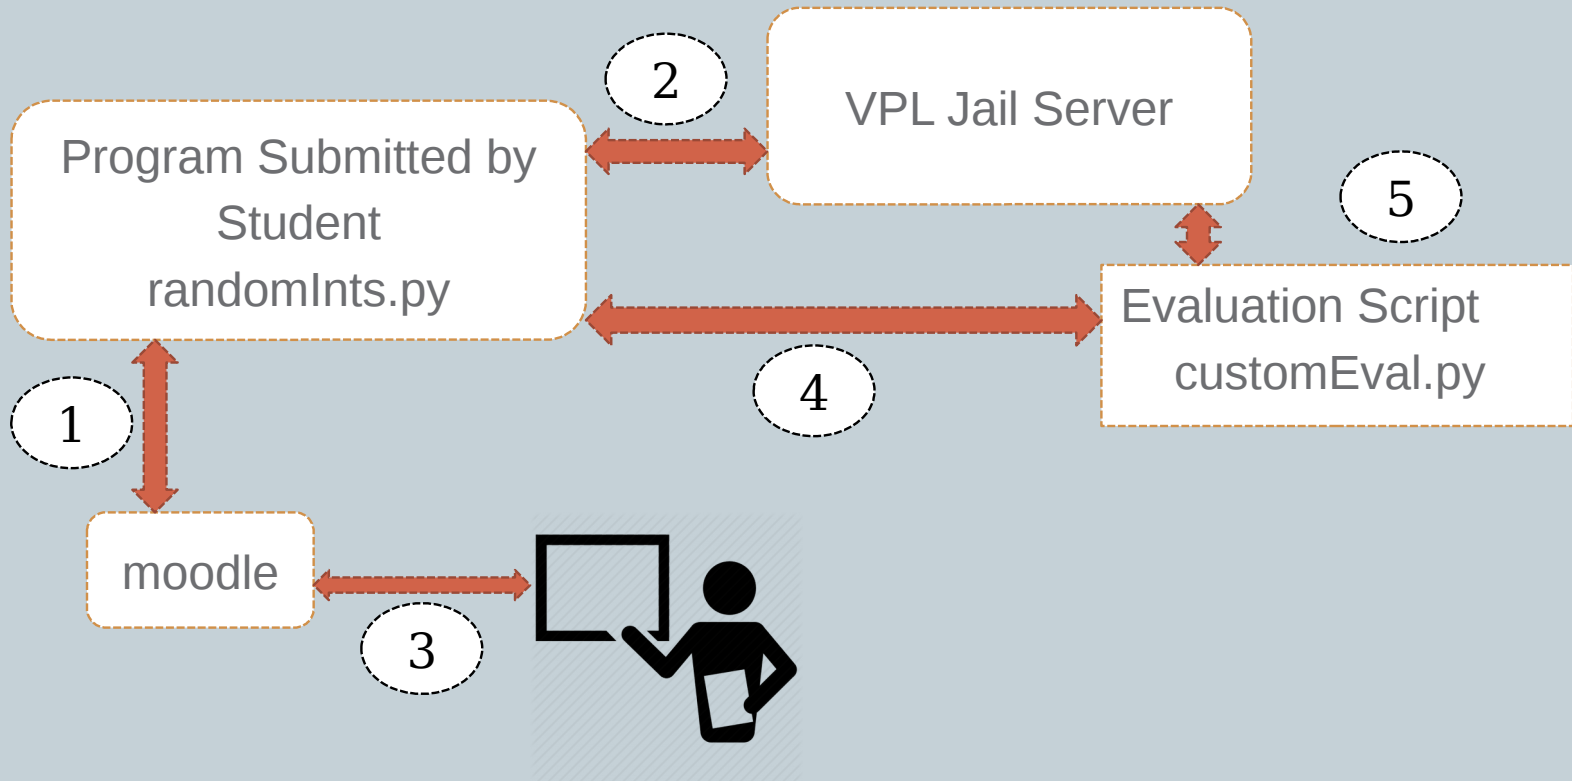 2
VPL Jail Server
Program Submitted by
Student
randomInts.py
5
Evaluation Script
customEval.py
4
1
moodle
3